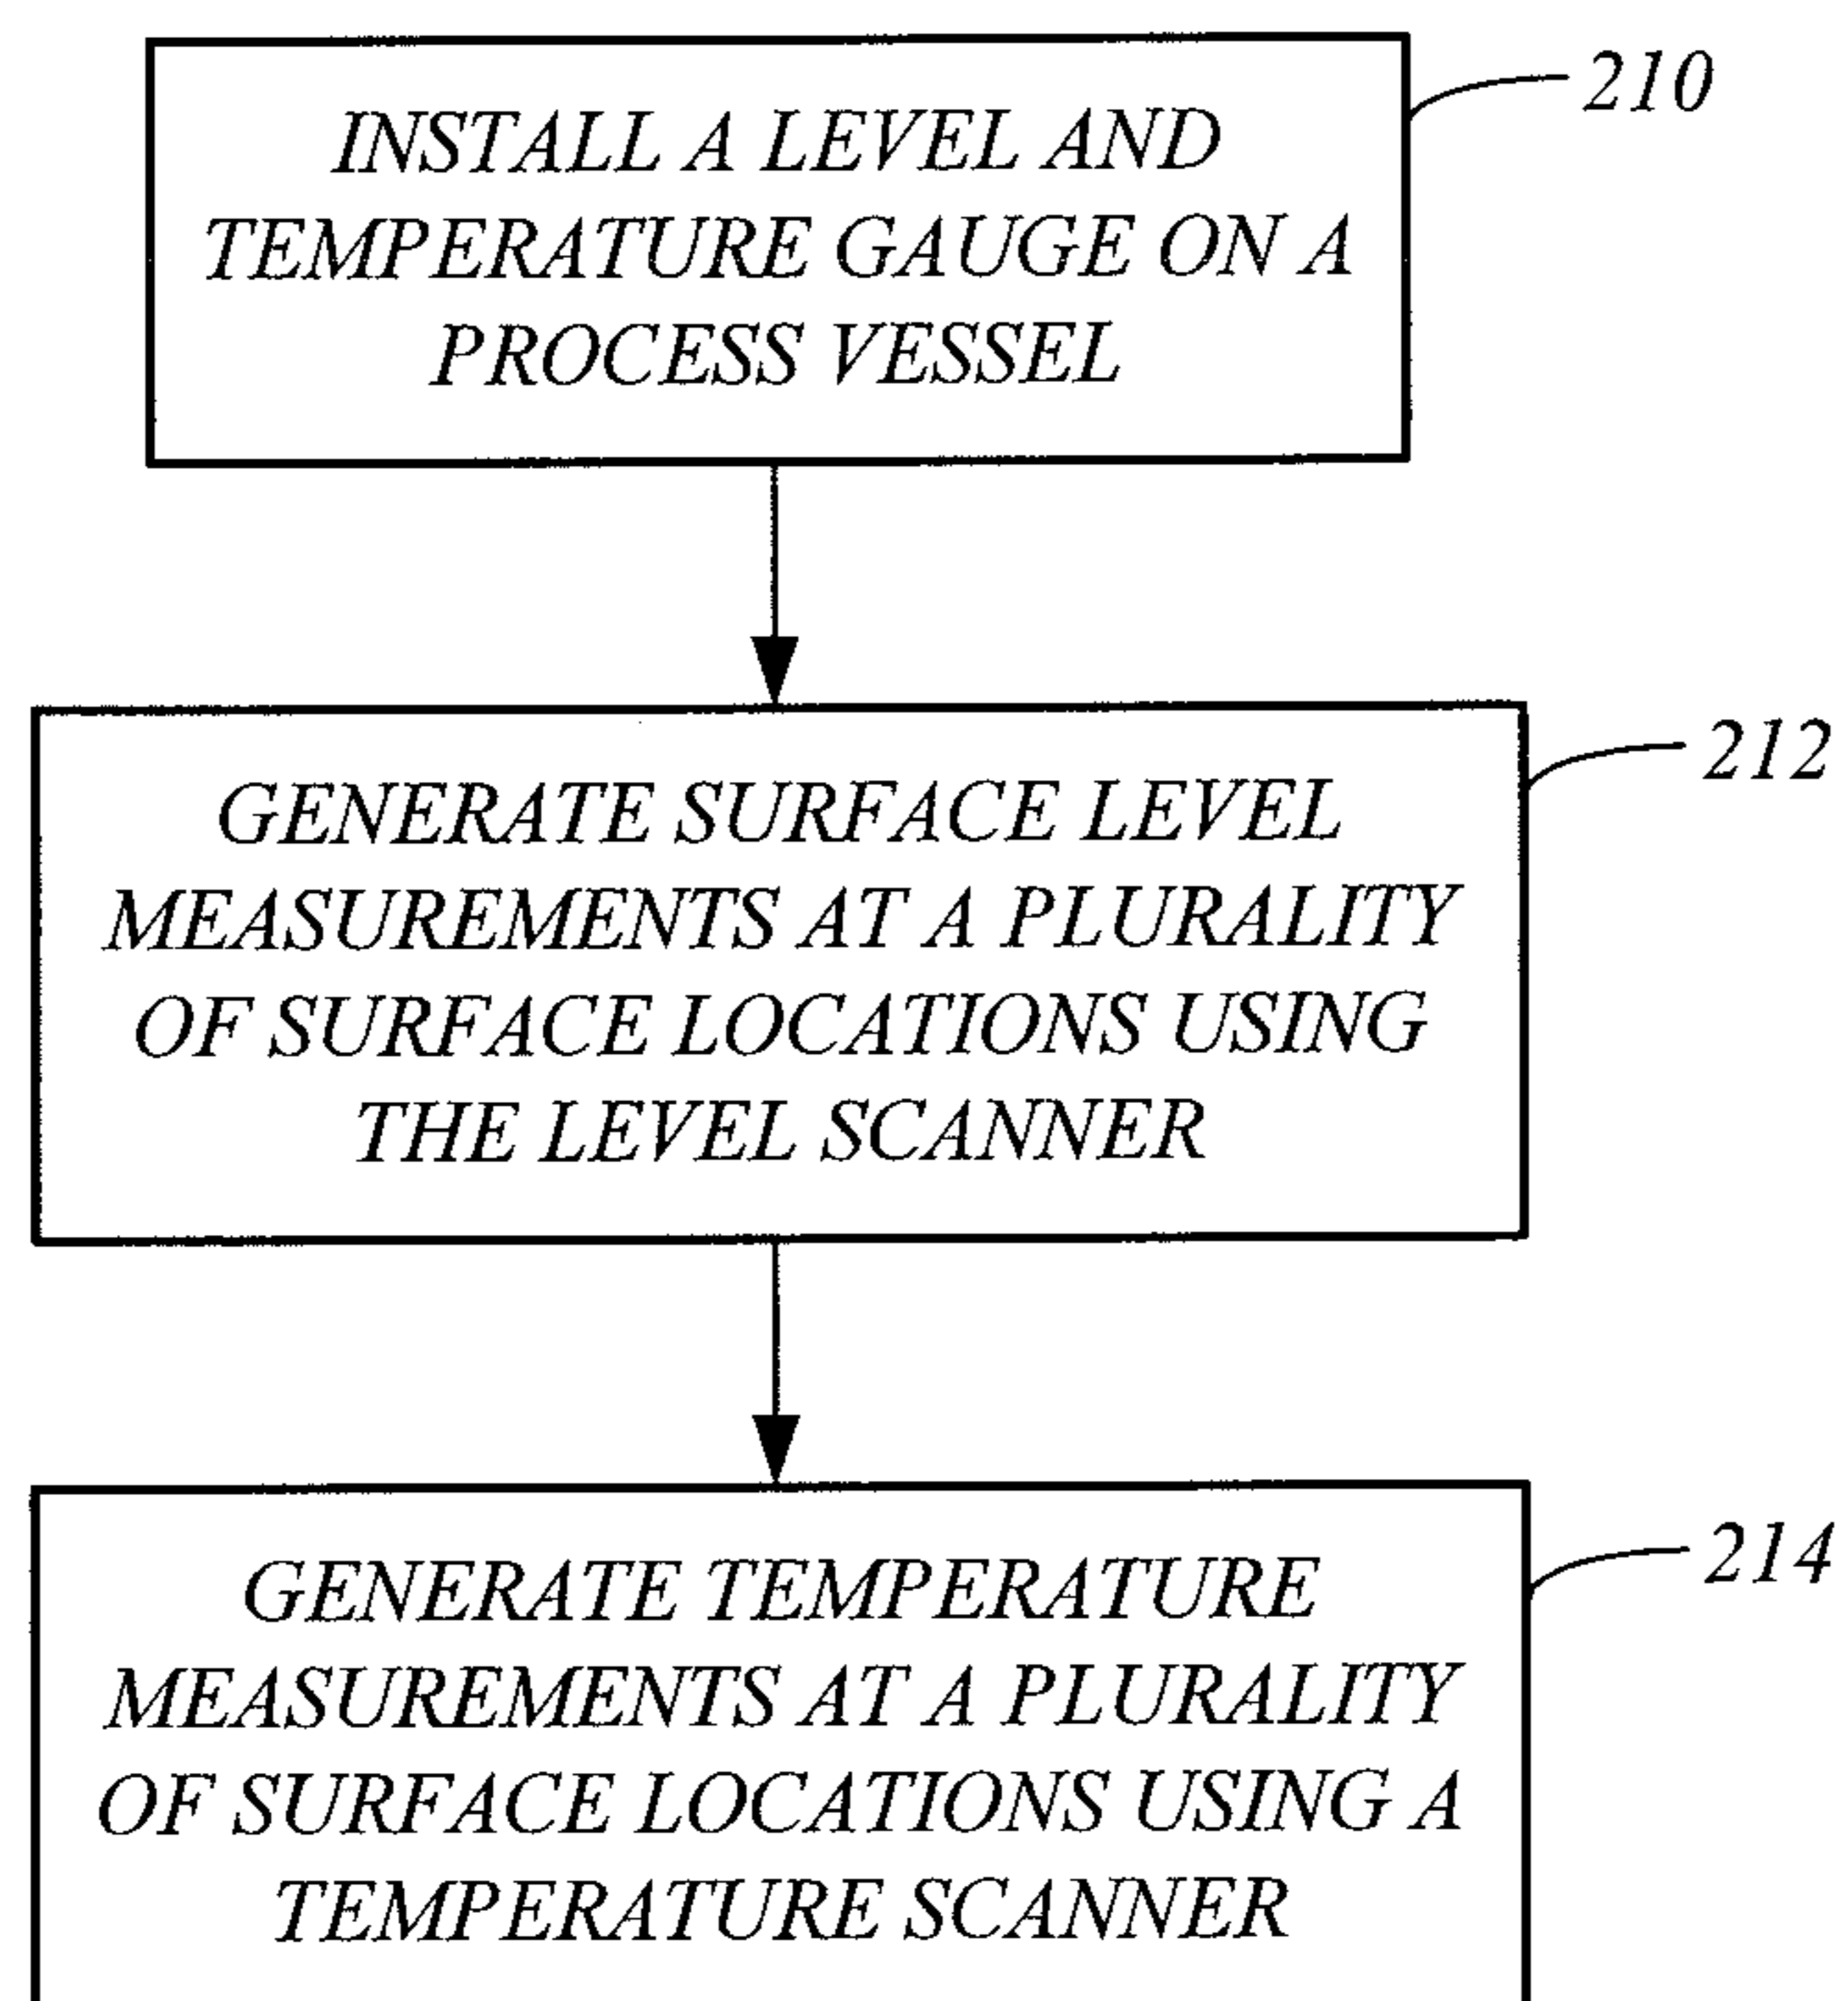 INSTALL A LEVEL AND
TEMPERATURE GAUGE ON A
PROCESS VESSEL
210
GENERATE SURFACE LEVEL
MEASUREMENTS AT A PLURALITY
OF SURFACE LOCATIONS USING
THE LEVEL SCANNER
212
GENERATE TEMPERATURE
MEASUREMENTS AT A PLURALITY
OF SURFACE LOCATIONS USING A
TEMPERATURE SCANNER
214